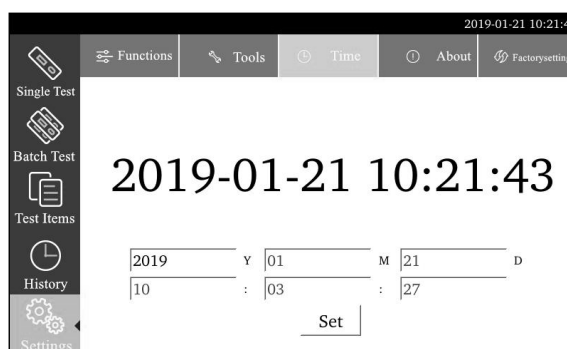 2019-01-21 10:21:4
Functions Tools Time About Factorysetting
Single Test
Batch Test
Test Items
History
Settings
2019-01-21 10:21:43
2019 Y 01 M 21 D
10 : 03 : 27
Set